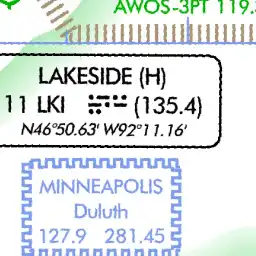 AWOS-3PT 119.
LAKESIDE (H)
11 LKI (135.4)
N46°50.63' W92°11.16'
MINNEAPOLIS
Duluth
127.9 281.45